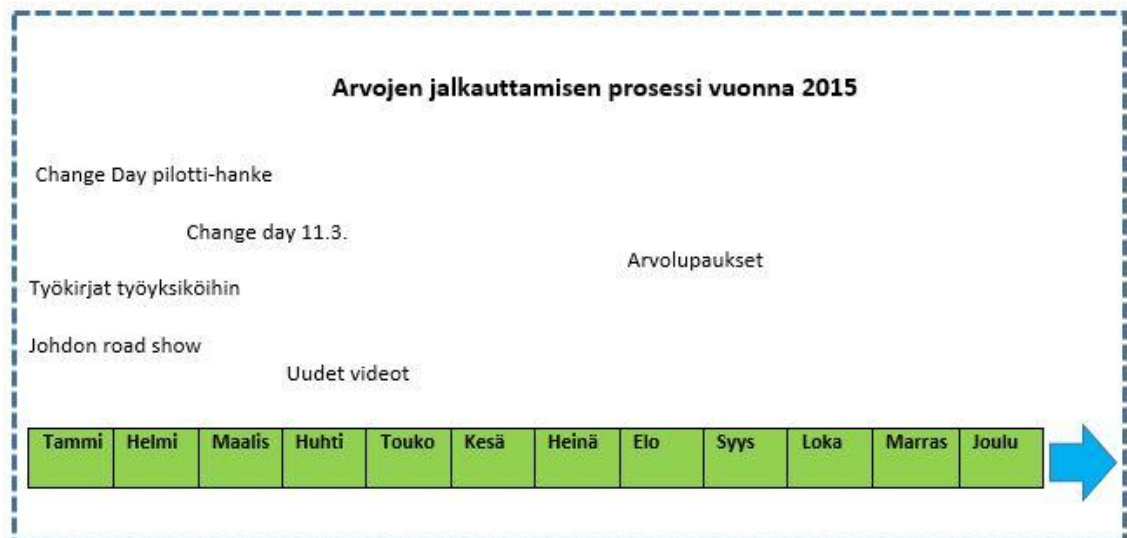 Arvojen jalkauttamisen prosessi vuonna 2015
Change Day pilotti-hanke
Change day 11.3.
Arvolupaukset
Työkirjat työyksiköihin
Johdon road show
Uudet videot
Tammi Helmi Maalis Huhti Touko Kesä Heinä Elo Syys Loka Marras Joulu